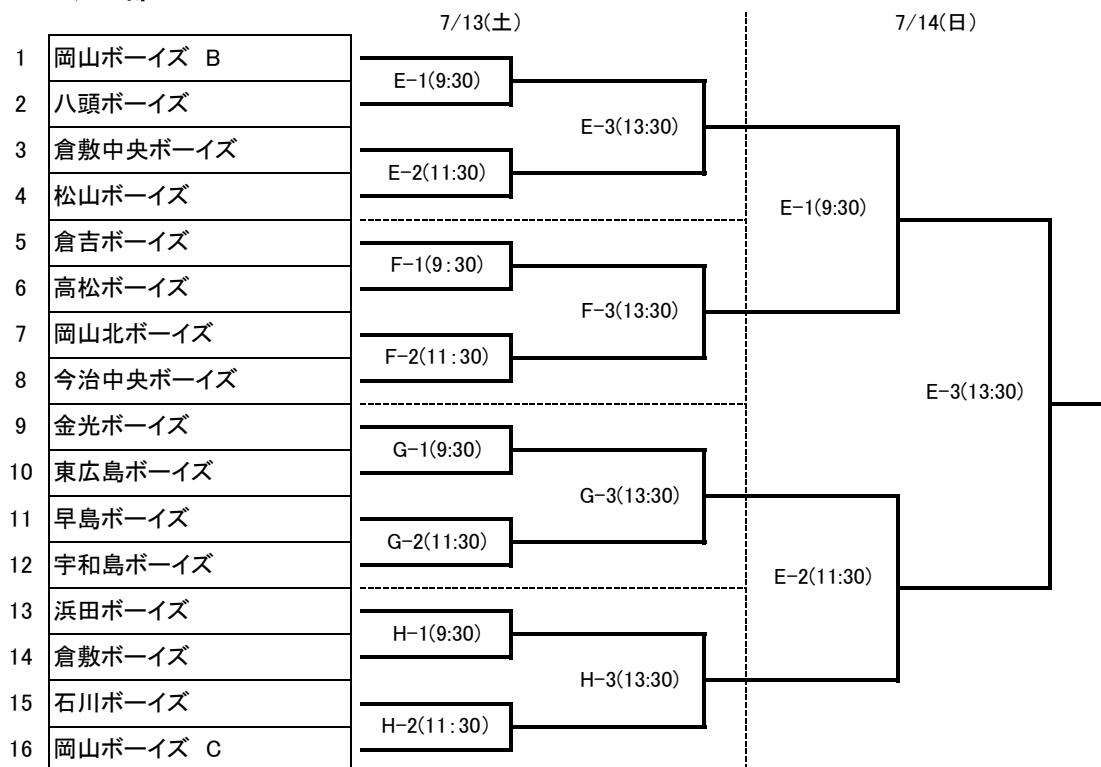 7/13(土) 7/14(日)
1 岡山ボーイズ B
E-1(9:30)
2 八頭ボーイズ
E-3(13:30)
3 倉敷中央ボーイズ
E-2(11:30)
4 松山ボーイズ
E-1(9:30)
5 倉吉ボーイズ
F-1(9:30)
6 高松ボーイズ
F-3(13:30)
7 岡山北ボーイズ
F-2(11:30)
8 今治中央ボーイズ
E-3(13:30)
9 金光ボーイズ
G-1(9:30)
10 東広島ボーイズ
G-3(13:30)
11 早島ボーイズ
G-2(11:30)
12 宇和島ボーイズ
E-2(11:30)
13 浜田ボーイズ
H-1(9:30)
14 倉敷ボーイズ
H-3(13:30)
15 石川ボーイズ
H-2(11:30)
16 岡山ボーイズ C